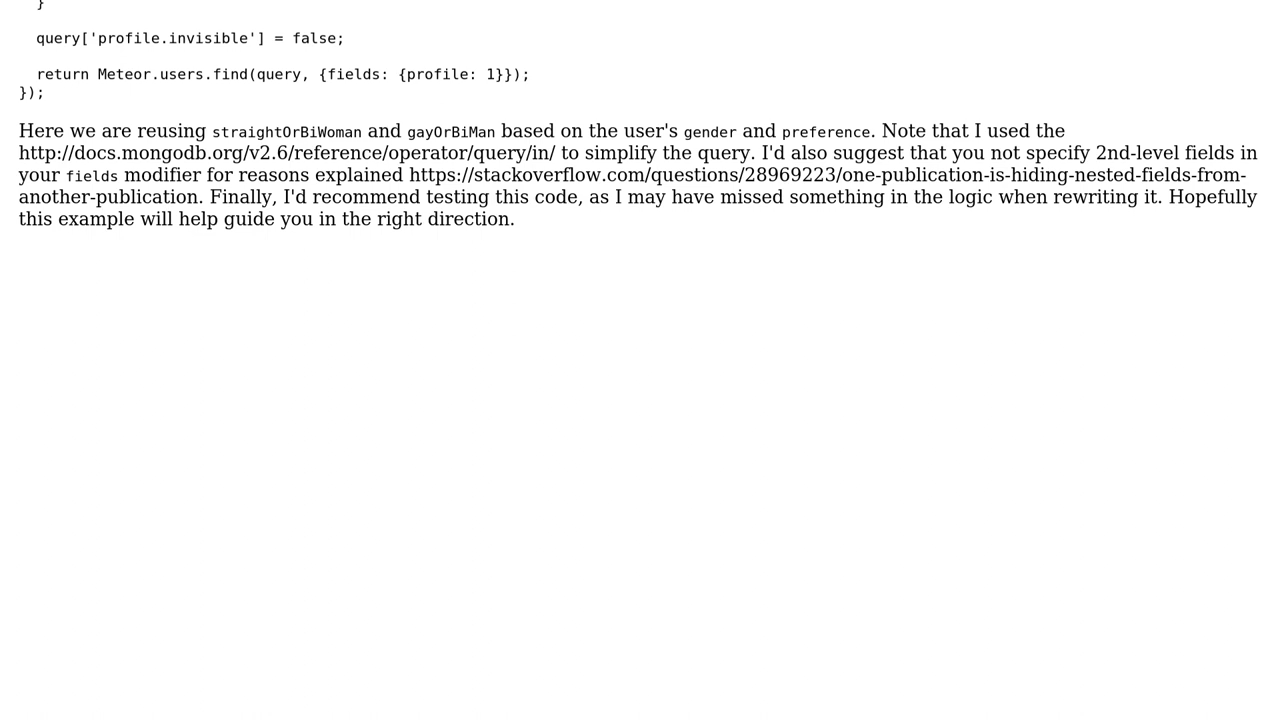 }
query['profile.invisible'] = false;
return Meteor.users.find(query, {fields: {profile: 1}});
});
Here we are reusing straightOrBiWoman and gayOrBiMan based on the user's gender and preference. Note that I used the
http://docs.mongodb.org/v2.6/reference/operator/query/in/ to simplify the query. I'd also suggest that you not specify 2nd-level fields in
your fields modifier for reasons explained https://stackoverflow.com/questions/28969223/one-publication-is-hiding-nested-fields-from-
another-publication. Finally, I'd recommend testing this code, as I may have missed something in the logic when rewriting it. Hopefully
this example will help guide you in the right direction.